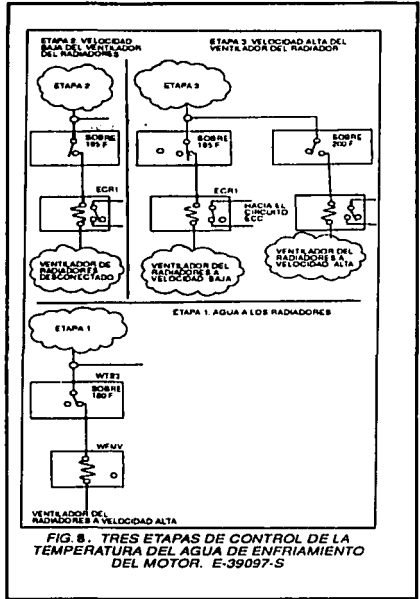 ETAPA 2. VELOCIDAD
BAJA DEL VENTILADOR
DEL RADIADORES
ETAPA 3. VELOCIDAD ALTA DEL
VENTILADOR DEL RADIADOR
ETAPA 2
ETAPA 3
SOBRE
185 F
SOBRE
195 F
SOBRE
200 F
ECR1
ECR1
HACIA EL
CIRCUITO
ECC
VENTILADOR DE
RADIADORES
DESCONECTADO
VENTILADOR DEL
RADIADORES A
VELOCIDAD BAJA
VENTILADOR DEL
RADIADORES A
VELOCIDAD ALTA
ETAPA 1. AGUA A LOS RADIADORES
ETAPA 1
SOBRE
180 F
WFMV
VENTILADOR DEL
RADIADORES A VELOCIDAD ALTA
FIG. 8. TRES ETAPAS DE CONTROL DE LA
TEMPERATURA DEL AGUA DE ENFRIAMIENTO
DEL MOTOR. E-39097-S